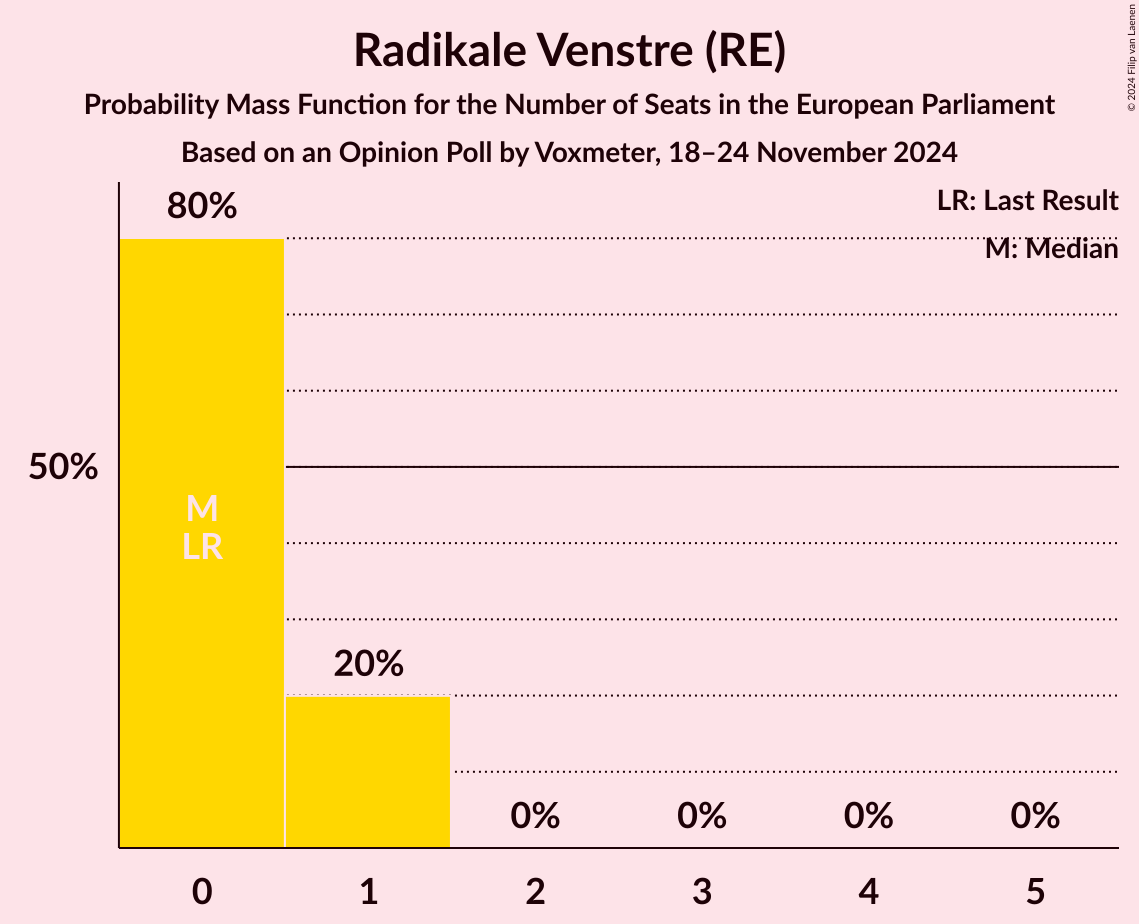 Radikale Venstre (RE)
Probability Mass Function for the Number of Seats in the European Parliament
Based on an Opinion Poll by Voxmeter, 18–24 November 2024
© 2024 Filip van Laenen
LR: Last Result
M: Median
80%
50%
M
LR
20%
0% 0% 0% 0%
0 1 2 3 4 5